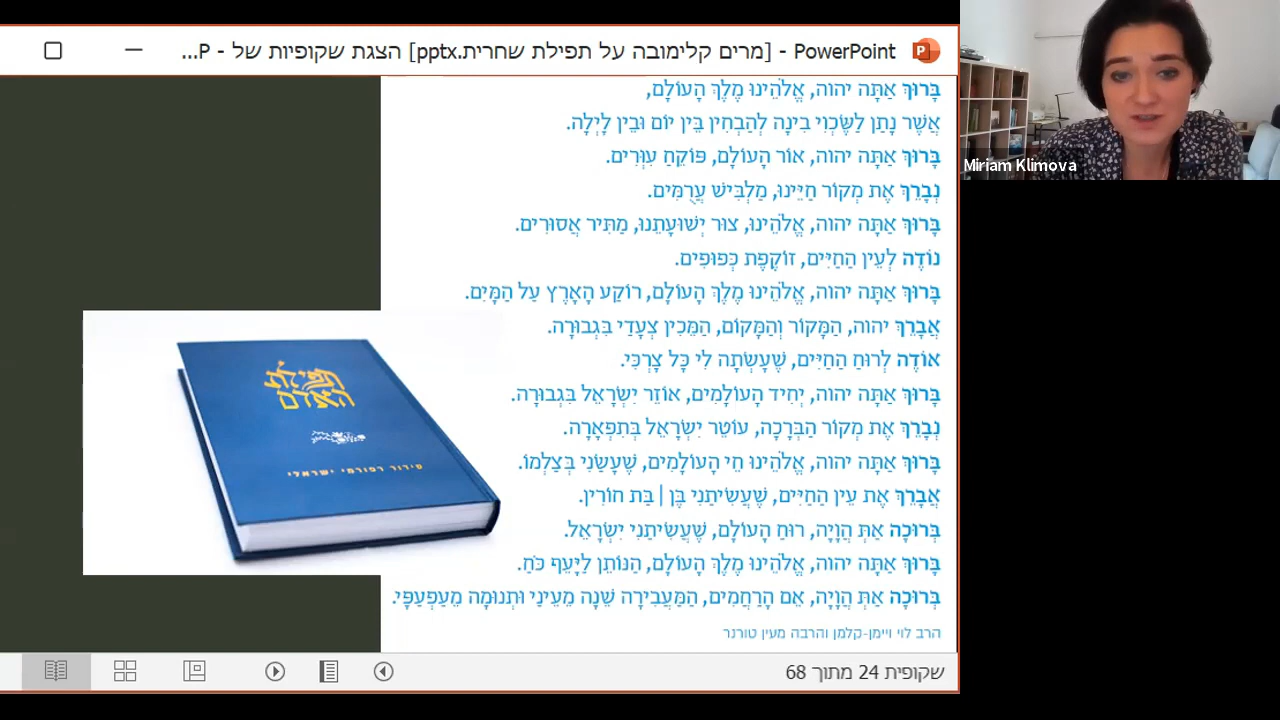 PowerPoint - [מרים קלימובה על תפילת שחרית.pptx] הצגת שקופיות של - P...
בָּרוּךְ אַתָּה יהוה, אֱלֹהֵינוּ מֶלֶךְ הָעוֹלָם,
אֲשֶׁר נָתַן לַשֶּׂכְוִי בִינָה לְהַבְחִין בֵּין יוֹם וּבֵין לָיְלָה.
בָּרוּךְ אַתָּה יהוה, אוֹר הָעוֹלָם, פּוֹקֵחַ עִוְרִים.
נְבָרֵךְ אֶת מְקוֹר חַיֵּינוּ, מַלְבִּישׁ עֲרֻמִּים.
בָּרוּךְ אַתָּה יהוה, אֱלֹהֵינוּ, צוּר יְשׁוּעָתֵנוּ, מַתִּיר אֲסוּרִים.
נוֹדֶה לְעֵין הַחַיִּים, זוֹקֶפֶת כְּפוּפִים.
בָּרוּךְ אַתָּה יהוה, אֱלֹהֵינוּ מֶלֶךְ הָעוֹלָם, רוֹקַע הָאָרֶץ עַל הַמָּיִם.
אֲבָרֵךְ יהוה, הַמָּקוֹר וְהַמָּקוֹם, הַמֵּכִין צְעָדַי בִּגְבוּרָה.
אוֹדֶה לְרוּחַ הַחַיִּים, שֶׁעָשְׂתָה לִי כָּל צָרְכִּי.
בָּרוּךְ אַתָּה יהוה, יְחִיד הָעוֹלָמִים, אוֹזֵר יִשְׂרָאֵל בִּגְבוּרָה.
נְבָרֵךְ אֶת מְקוֹר הַבְּרָכָה, עוֹטֵר יִשְׂרָאֵל בְּתִפְאָרָה.
בָּרוּךְ אַתָּה יהוה, אֱלֹהֵינוּ חֵי הָעוֹלָמִים, שֶׁעָשַׂנִי בְּצַלְמוֹ.
אֲבָרֵךְ אֶת עֵין הַחַיִּים, שֶׁעֲשִׂיתַנִי בֶּן | בַּת חוֹרִין.
בְּרוּכָה אַתְּ הֲוָיָה, רוּחַ הָעוֹלָם, שֶׁעֲשִׂיתַנִי יִשְׂרָאֵל.
בָּרוּךְ אַתָּה יהוה, אֱלֹהֵינוּ מֶלֶךְ הָעוֹלָם, הַנּוֹתֵן לַיָּעֵף כֹּחַ.
בְּרוּכָה אַתְּ הֲוָיָה, אֵם הָרַחֲמִים, הַמַּעֲבִירָה שֵׁנָה מֵעֵינַי וּתְנוּמָה מֵעַפְעַפָּי.
הרב לוי ויימן-קלמן והרבה מעין טורנר
תפילת
האדם
סידור רפורמי ישראלי
שקופית 24 מתוך 68
Miriam Klimova